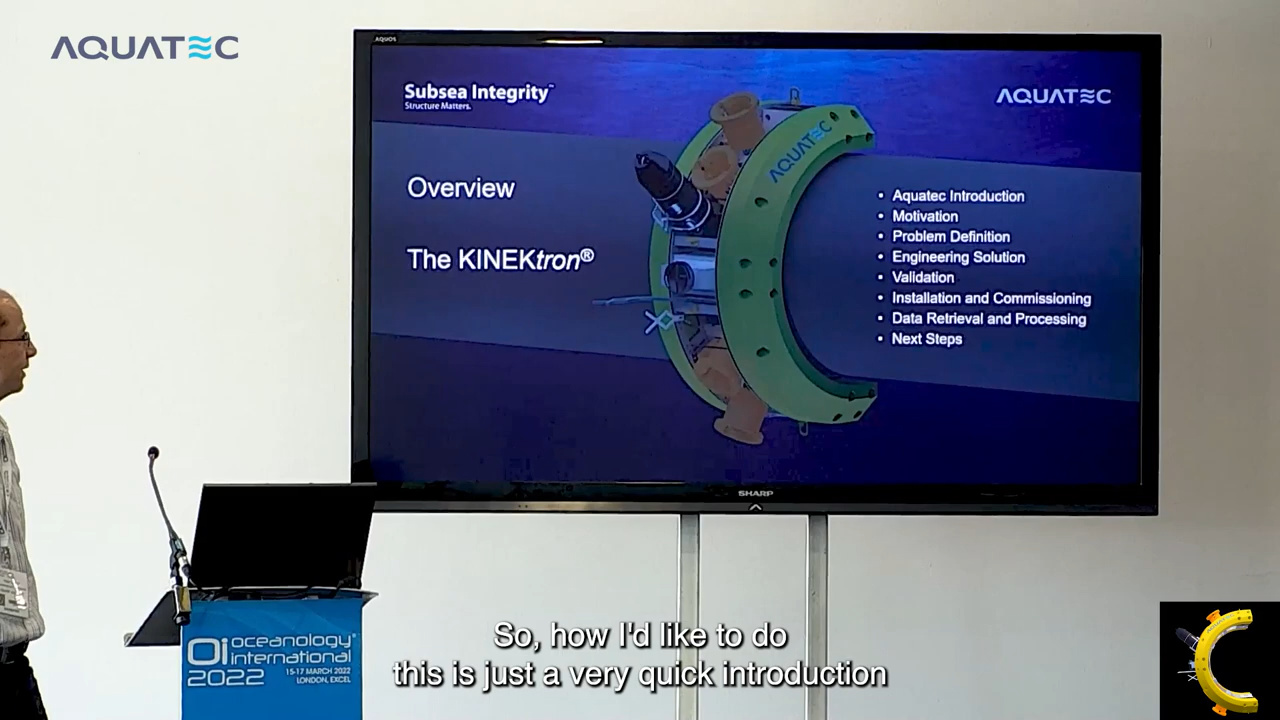 AQUATEC
AQUOS
Subsea Integrity™
Structure Matters.
AQUATEC
AQUATEC
Overview
The KINEKtron®
• Aquatec Introduction
• Motivation
• Problem Definition
• Engineering Solution
• Validation
• Installation and Commissioning
• Data Retrieval and Processing
• Next Steps
SHARP
Oi oceanology
international
2022
15-17 MARCH 2022
LONDON, EXCEL
So, how I'd like to do
this is just a very quick introduction